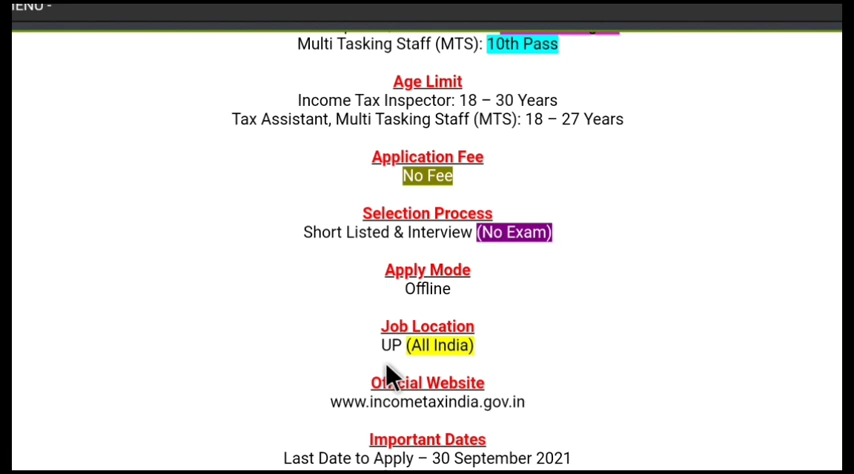 MENU -
Multi Tasking Staff (MTS): 10th Pass
Age Limit
Income Tax Inspector: 18 – 30 Years
Tax Assistant, Multi Tasking Staff (MTS): 18 – 27 Years
Application Fee
No Fee
Selection Process
Short Listed & Interview (No Exam)
Apply Mode
Offline
Job Location
UP (All India)
Official Website
www.incometaxindia.gov.in
Important Dates
Last Date to Apply – 30 September 2021